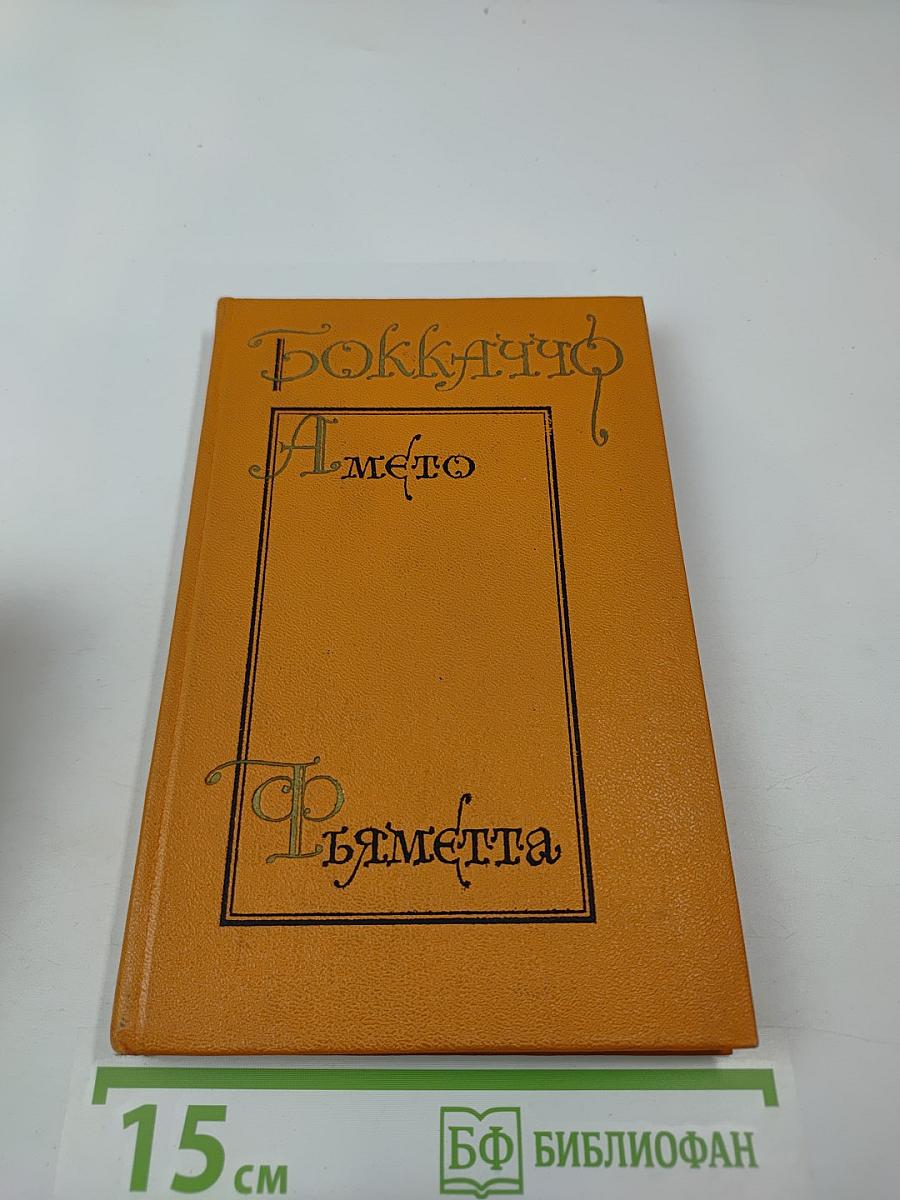 Боккаччо
Амето
Фьяметта
15 см
БФ БИБЛИОФАН